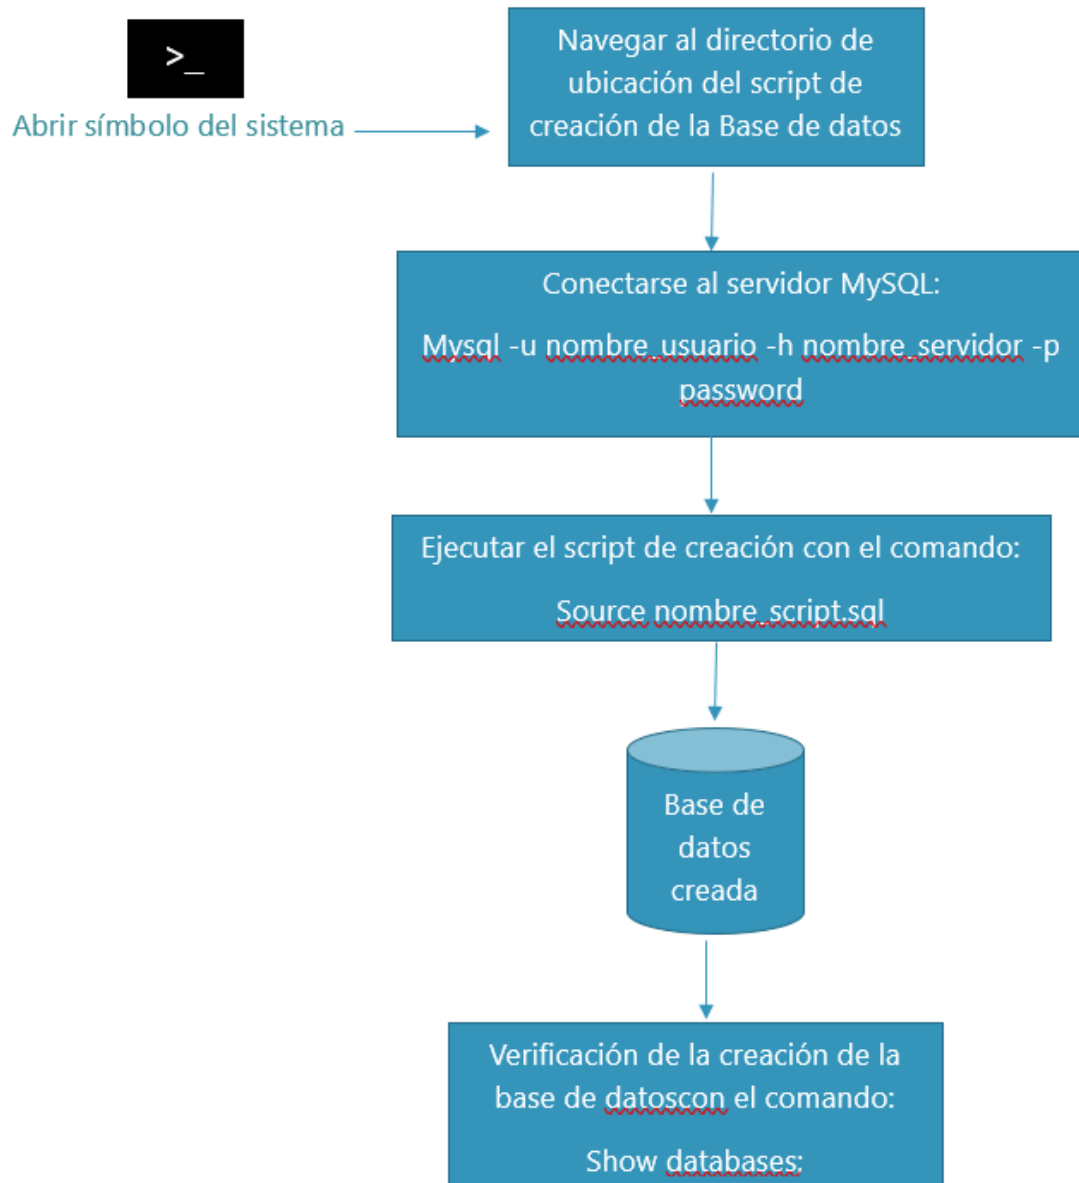 >_
Abrir símbolo del sistema
Navegar al directorio de
ubicación del script de
creación de la Base de datos
Conectarse al servidor MySQL:
Mysql -u nombre_usuario -h nombre_servidor -p
password
Ejecutar el script de creación con el comando:
Source nombre_script.sql
Base de
datos
creada
Verificación de la creación de la
base de datoscon el comando:
Show databases: